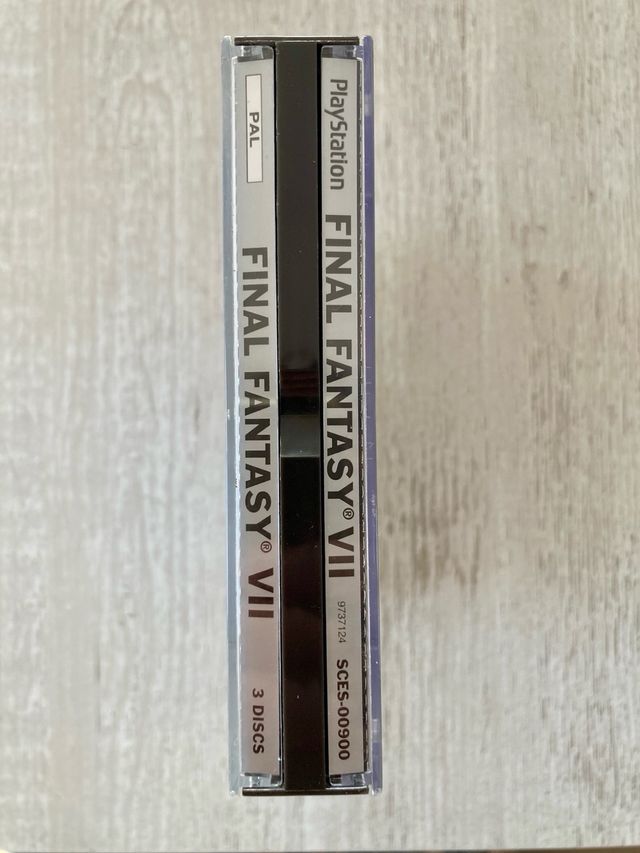 PlayStation FINAL FANTASY® VII 9737124 SCES-00900
PAL FINAL FANTASY® VII 3 DISCS